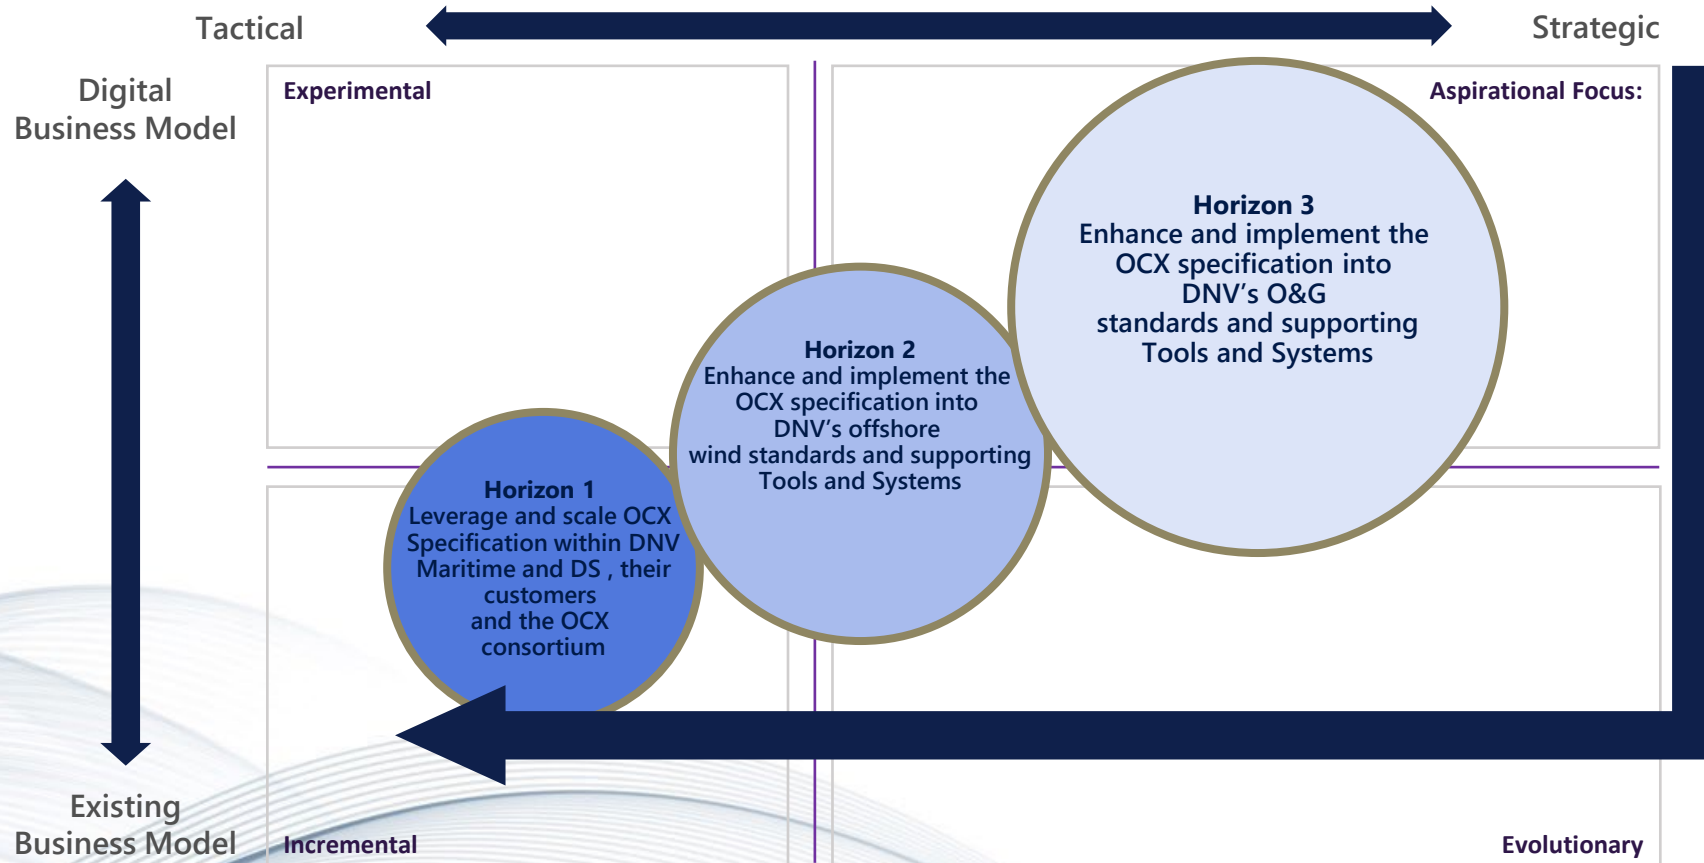 Tactical
Strategic
Digital
Business Model
Experimental
Aspirational Focus:
Horizon 3
Enhance and implement the
OCX specification into
DNV’s O&G
standards and supporting
Tools and Systems
Horizon 2
Enhance and implement the
OCX specification into
DNV’s offshore
wind standards and supporting
Tools and Systems
Horizon 1
Leverage and scale OCX
Specification within DNV
Maritime and DS , their
customers
and the OCX
consortium
Existing
Business Model
Incremental
Evolutionary